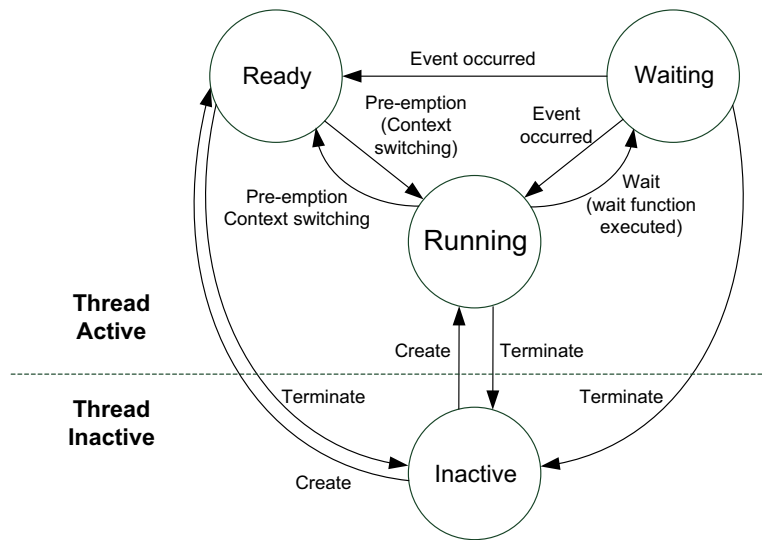 Ready
Event occurred
Waiting
Pre-emption
(Context
switching)
Event
occurred
Pre-emption
Context switching
Wait
(wait function
executed)
Running
Thread
Active
Create
Terminate
Thread
Inactive
Terminate
Terminate
Inactive
Create